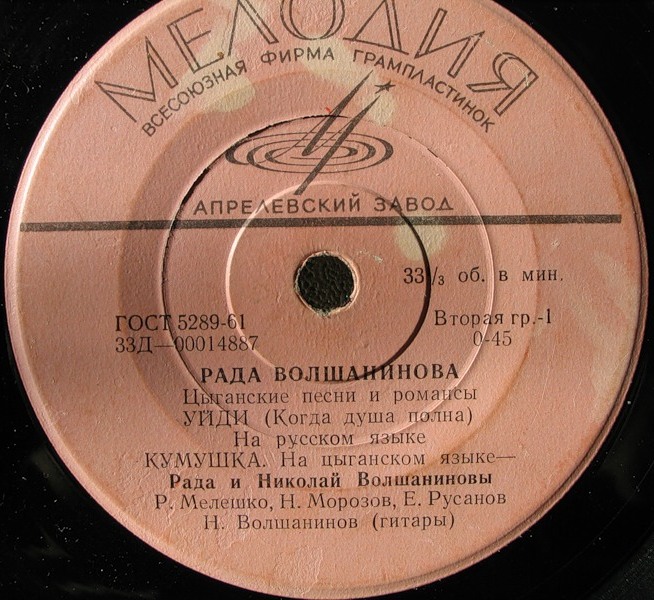 МЕЛОДИЯ
ВСЕСОЮЗНАЯ ФИРМА ГРАМПЛАСТИНОК
АПРЕЛЕВСКИЙ ЗАВОД
33 1/3 об. в мин.
ГОСТ 5289-61 Вторая гр.-1
33Д—00014887 0-45
РАДА ВОЛШАНИНОВА
Цыганские песни и романсы
УЙДИ (Когда душа полна)
На русском языке
КУМУШКА. На цыганском языке—
Рада и Николай Волшаниновы
Р. Мелешко, Н. Морозов, Е. Русанов
Н. Волшанинов (гитары)